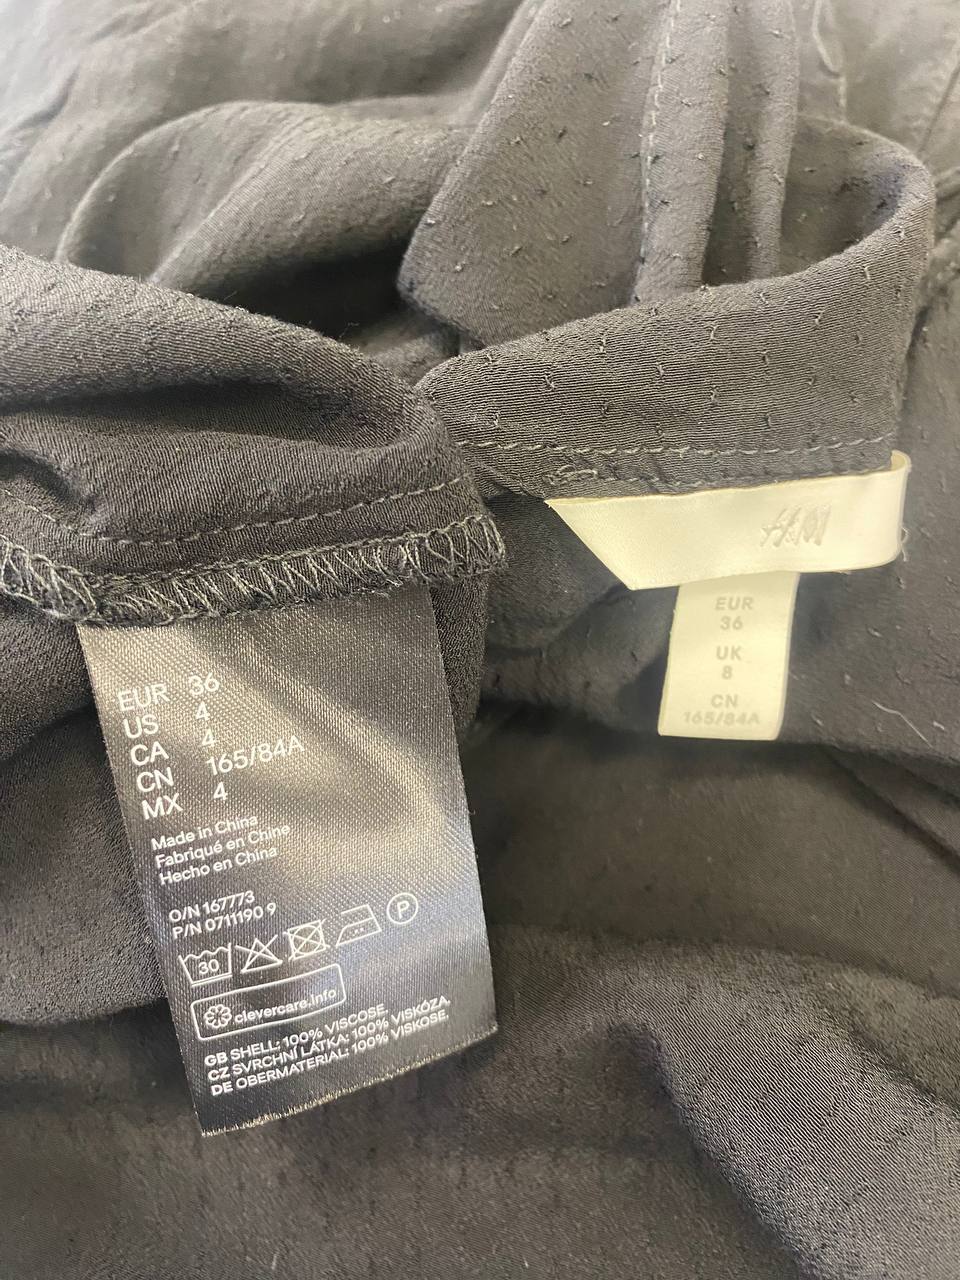 H&M
EUR
36
UK
8
CN
165/84A
EUR 36
US 4
CA 4
CN 165/84A
MX 4
Made in China
Fabriqué en Chine
Hecho en China
O/N 167773
P/N 0711190 9
30
P
clevercare.info
GB SHELL: 100% VISCOSE.
CZ SVRCHNÍ LÁTKA: 100% VISKÓZA.
DE OBERMATERIAL: 100% VISKOSE.